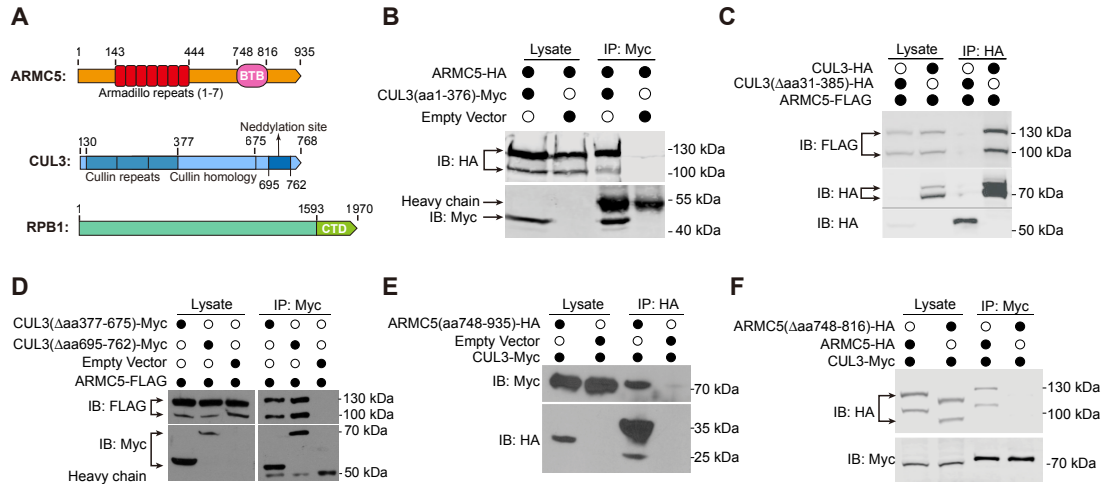 A
1 143 444 748 816 935
ARMC5:
BTB
Armadillo repeats (1-7)
Neddylation site
130 377 675 768
CUL3:
Cullin repeats Cullin homology
695 762
1 1593 1970
RPB1:
CTD
B
Lysate IP: Myc
ARMC5-HA
CUL3(aa1-376)-Myc
Empty Vector
IB: HA
-130 kDa
-100 kDa
Heavy chain
-55 kDa
IB: Myc
-40 kDa
C
Lysate IP: HA
CUL3-HA
CUL3(Δaa31-385)-HA
ARMC5-FLAG
IB: FLAG
-130 kDa
-100 kDa
IB: HA
-70 kDa
IB: HA
-50 kDa
D
Lysate IP: Myc
CUL3(Δaa377-675)-Myc
CUL3(Δaa695-762)-Myc
Empty Vector
ARMC5-FLAG
IB: FLAG
-130 kDa
-100 kDa
IB: Myc
-70 kDa
Heavy chain
-50 kDa
E
Lysate IP: HA
ARMC5(aa748-935)-HA
Empty Vector
CUL3-Myc
IB: Myc
-70 kDa
IB: HA
-35 kDa
-25 kDa
F
Lysate IP: Myc
ARMC5(Δaa748-816)-HA
ARMC5-HA
CUL3-Myc
IB: HA
-130 kDa
-100 kDa
IB: Myc
-70 kDa